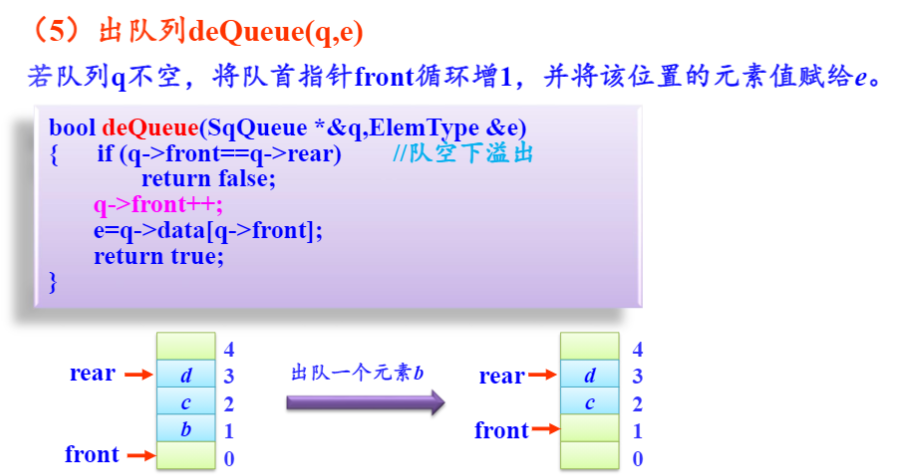 （5）出队列deQueue(q,e)
若队列q不空，将队首指针front循环增1，并将该位置的元素值赋给e。
bool deQueue(SqQueue *&q,ElemType &e)
{ if (q->front==q->rear) //队空下溢出
return false;
q->front++;
e=q->data[q->front];
return true;
}
4
rear d 3
c 2
b 1
front 0
出队一个元素b
4
rear d 3
c 2
front 1
0